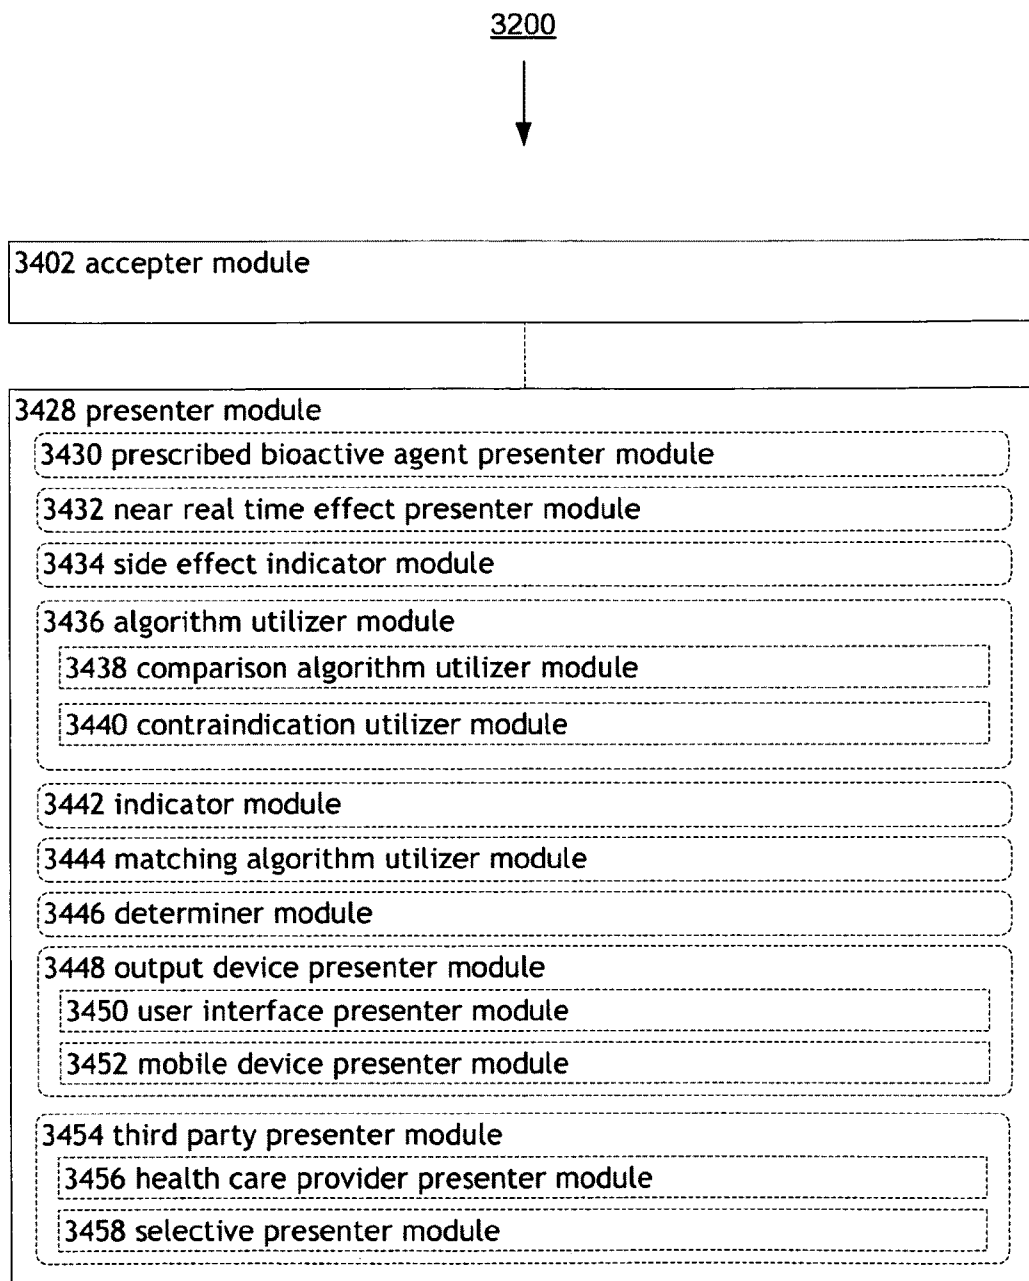 3200
3402 accepter module
3428 presenter module
3430 prescribed bioactive agent presenter module
3432 near real time effect presenter module
3434 side effect indicator module
3436 algorithm utilizer module
3438 comparison algorithm utilizer module
3440 contraindication utilizer module
3442 indicator module
3444 matching algorithm utilizer module
3446 determiner module
3448 output device presenter module
3450 user interface presenter module
3452 mobile device presenter module
3454 third party presenter module
3456 health care provider presenter module
3458 selective presenter module